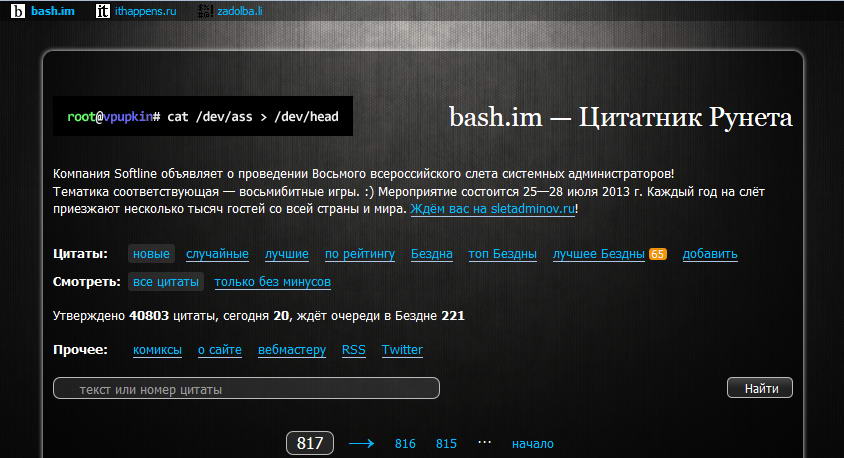 bash.im ithappens.ru zadolba.li
root@vpupkin# cat /dev/ass > /dev/head
bash.im — Цитатник Рунета
Компания Softline объявляет о проведении Восьмого всероссийского слета системных администраторов!
Тематика соответствующая — восьмибитные игры. :) Мероприятие состоится 25—28 июля 2013 г. Каждый год на слёт
приезжают несколько тысяч гостей со всей страны и мира. Ждём вас на sletadminov.ru!
Цитаты: новые случайные лучшие по рейтингу Бездна топ Бездны лучшее Бездны 65 добавить
Смотреть: все цитаты только без минусов
Утверждено 40803 цитаты, сегодня 20, ждёт очереди в Бездне 221
Прочее: комиксы о сайте вебмастеру RSS Twitter
текст или номер цитаты Найти
817 → 816 815 ... начало